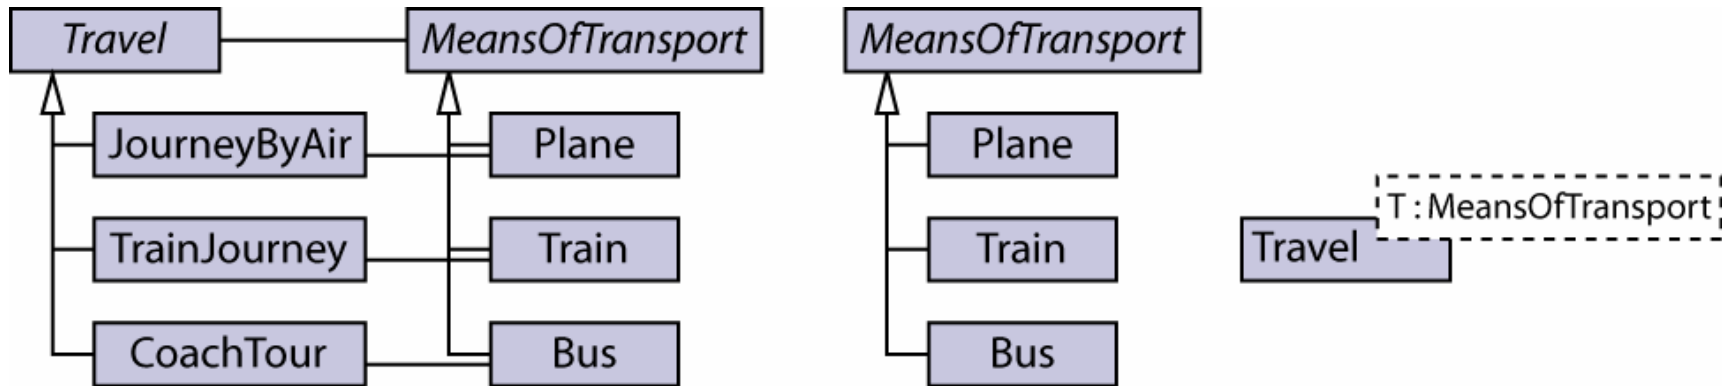 Travel
MeansOfTransport
JourneyByAir
Plane
TrainJourney
Train
CoachTour
Bus
MeansOfTransport
Plane
Train
Bus
T : MeansOfTransport
Travel